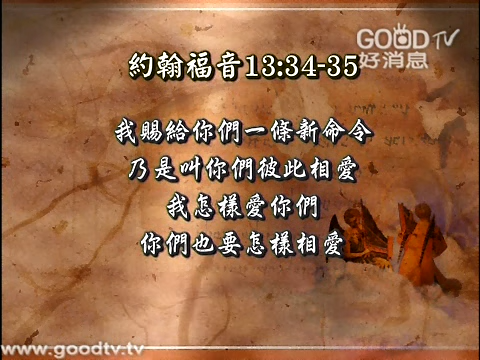 GOOD TV
好消息
約翰福音13:34-35
我賜給你們一條新命令
乃是叫你們彼此相愛
我怎樣愛你們
你們也要怎樣相愛
www.goodtv.tv